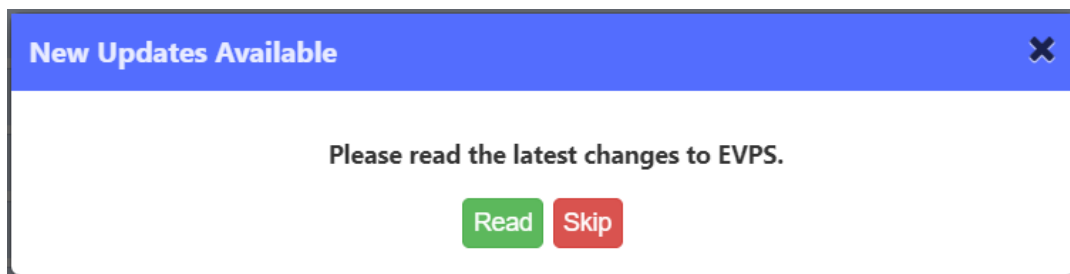 New Updates Available
Please read the latest changes to EVPS.
Read Skip